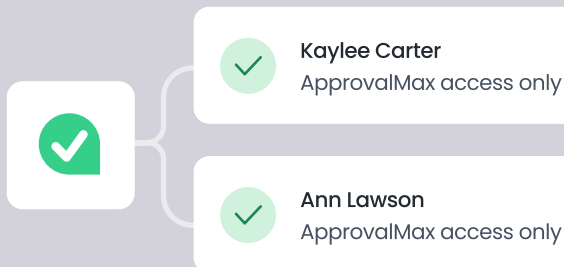 Kaylee Carter
ApprovalMax access only
Ann Lawson
ApprovalMax access only